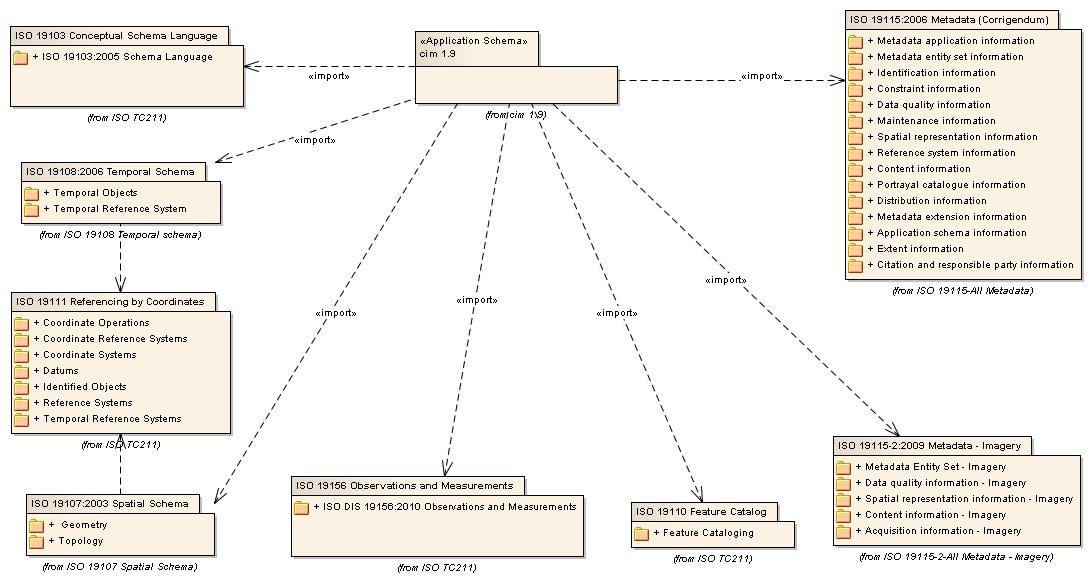 ISO 19103 Conceptual Schema Language
+ ISO 19103:2005 Schema Language
(from ISO TC211)
«Application Schema»
cim 1.9
(from cim 1.9)
ISO 19115:2006 Metadata (Corrigendum)
+ Metadata application information
+ Metadata entity set information
+ Identification information
+ Constraint information
+ Data quality information
+ Maintenance information
+ Spatial representation information
+ Reference system information
+ Content information
+ Portrayal catalogue information
+ Distribution information
+ Metadata extension information
+ Application schema information
+ Extent information
+ Citation and responsible party information
(from ISO 19115-All Metadata)
«import»
«import»
«import»
ISO 19108:2006 Temporal Schema
+ Temporal Objects
+ Temporal Reference System
(from ISO 19108 Temporal schema)
«import»
«import»
«import»
«import»
ISO 19111 Referencing by Coordinates
+ Coordinate Operations
+ Coordinate Reference Systems
+ Coordinate Systems
+ Datums
+ Identified Objects
+ Reference Systems
+ Temporal Reference Systems
(from ISO TC211)
ISO 19107:2003 Spatial Schema
+ Geometry
+ Topology
(from ISO 19107 Spatial Schema)
ISO 19156 Observations and Measurements
+ ISO DIS 19156:2010 Observations and Measurements
(from ISO TC211)
ISO 19110 Feature Catalog
+ Feature Cataloging
(from ISO TC211)
ISO 19115-2:2009 Metadata - Imagery
+ Metadata Entity Set - Imagery
+ Data quality information - Imagery
+ Spatial representation information - Imagery
+ Content information - Imagery
+ Acquisition information - Imagery
(from ISO 19115-2-All Metadata - Imagery)